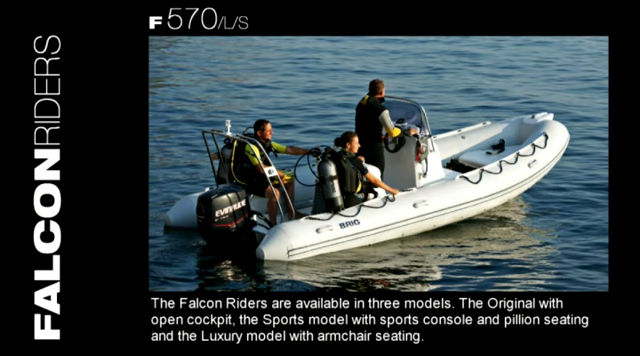 F 570/L/S
FALCONRIDERS
EVINRUDE
BRIG
The Falcon Riders are available in three models. The Original with
open cockpit, the Sports model with sports console and pillion seating
and the Luxury model with armchair seating.